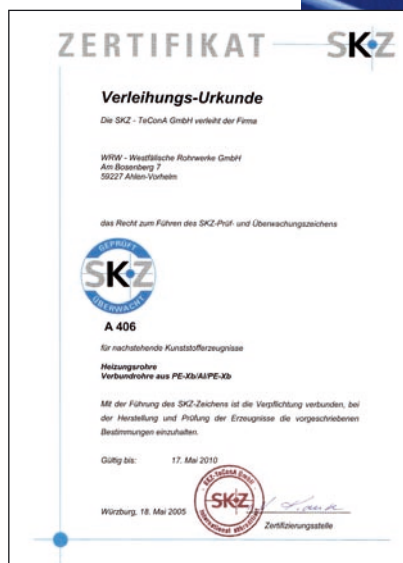 ZERTIFIKAT
SKZ
Verleihungs-Urkunde
Die SKZ - TeConA GmbH verleiht der Firma
WRW - Westfälische Rohrwerke GmbH
Am Bosenberg 7
59227 Ahlen-Vorhelm
das Recht zum Führen des SKZ-Prüf- und Überwachungszeichens
GEPRÜFT
SKZ
ÜBERWACHT
A 406
für nachstehende Kunststofferzeugnisse
Heizungsrohre
Verbundrohre aus PE-Xb/Al/PE-Xb
Mit der Führung des SKZ-Zeichens ist die Verpflichtung verbunden, bei
der Herstellung und Prüfung der Erzeugnisse die vorgeschriebenen
Bestimmungen einzuhalten.
Gültig bis: 17. Mai 2010
SKZ-TeConA GmbH
SKZ
Würzburg, 18. Mai 2005
Zertifizierungsstelle